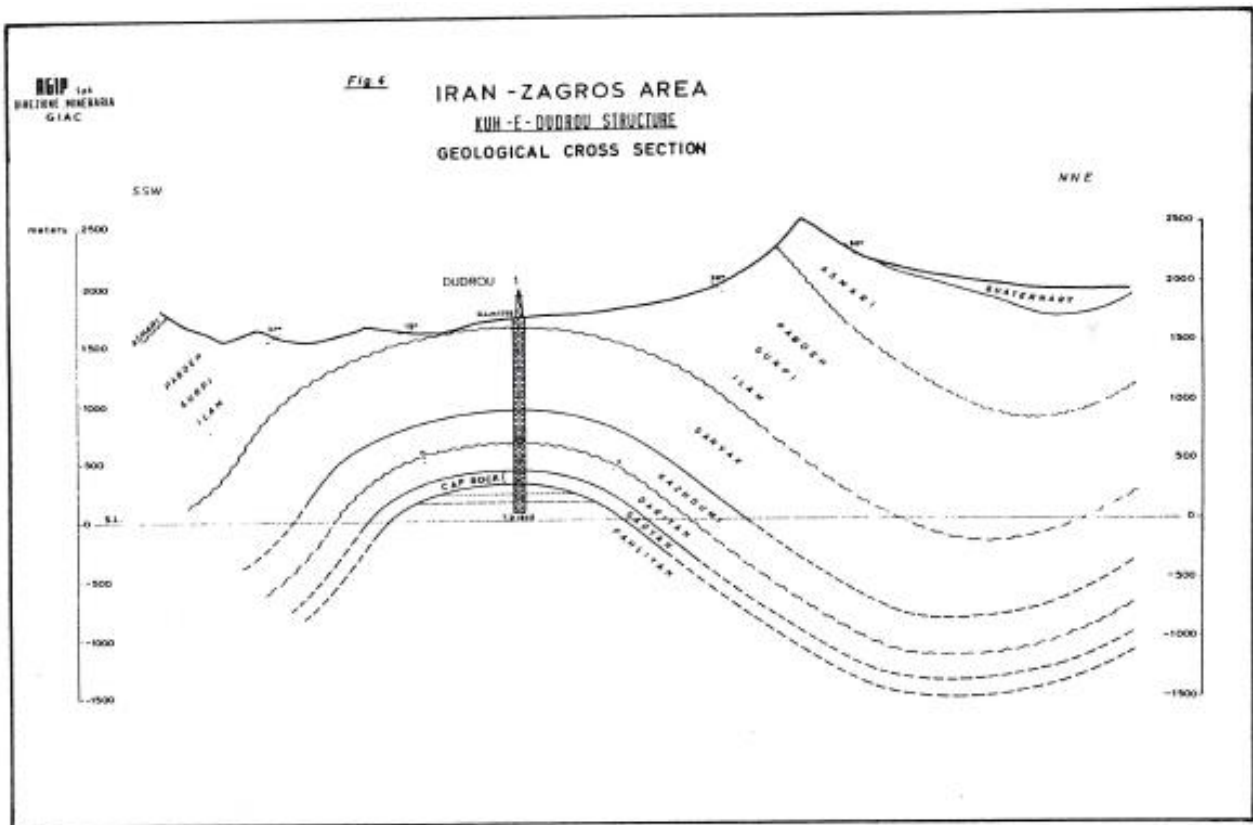 AGIP SpA
DIREZIONE MINERARIA
GIAC
Fig. 4
IRAN - ZAGROS AREA
KUH - E - DUDROU STRUCTURE
GEOLOGICAL CROSS SECTION
SSW
NNE
meters
2500
2000
1500
1000
500
0
-500
-1000
-1500
S.L.
DUDROU 1
ASMARI
PABDEH
GURPI
ILAM
CAP ROCK
ASMARI
QUATERNARY
PABDEH
GURPI
ILAM
SARVAK
KAZHDUMI
DARIYAN
GADVAN
FAHLIYAN
2500
2000
1500
1000
500
0
-500
-1000
-1500